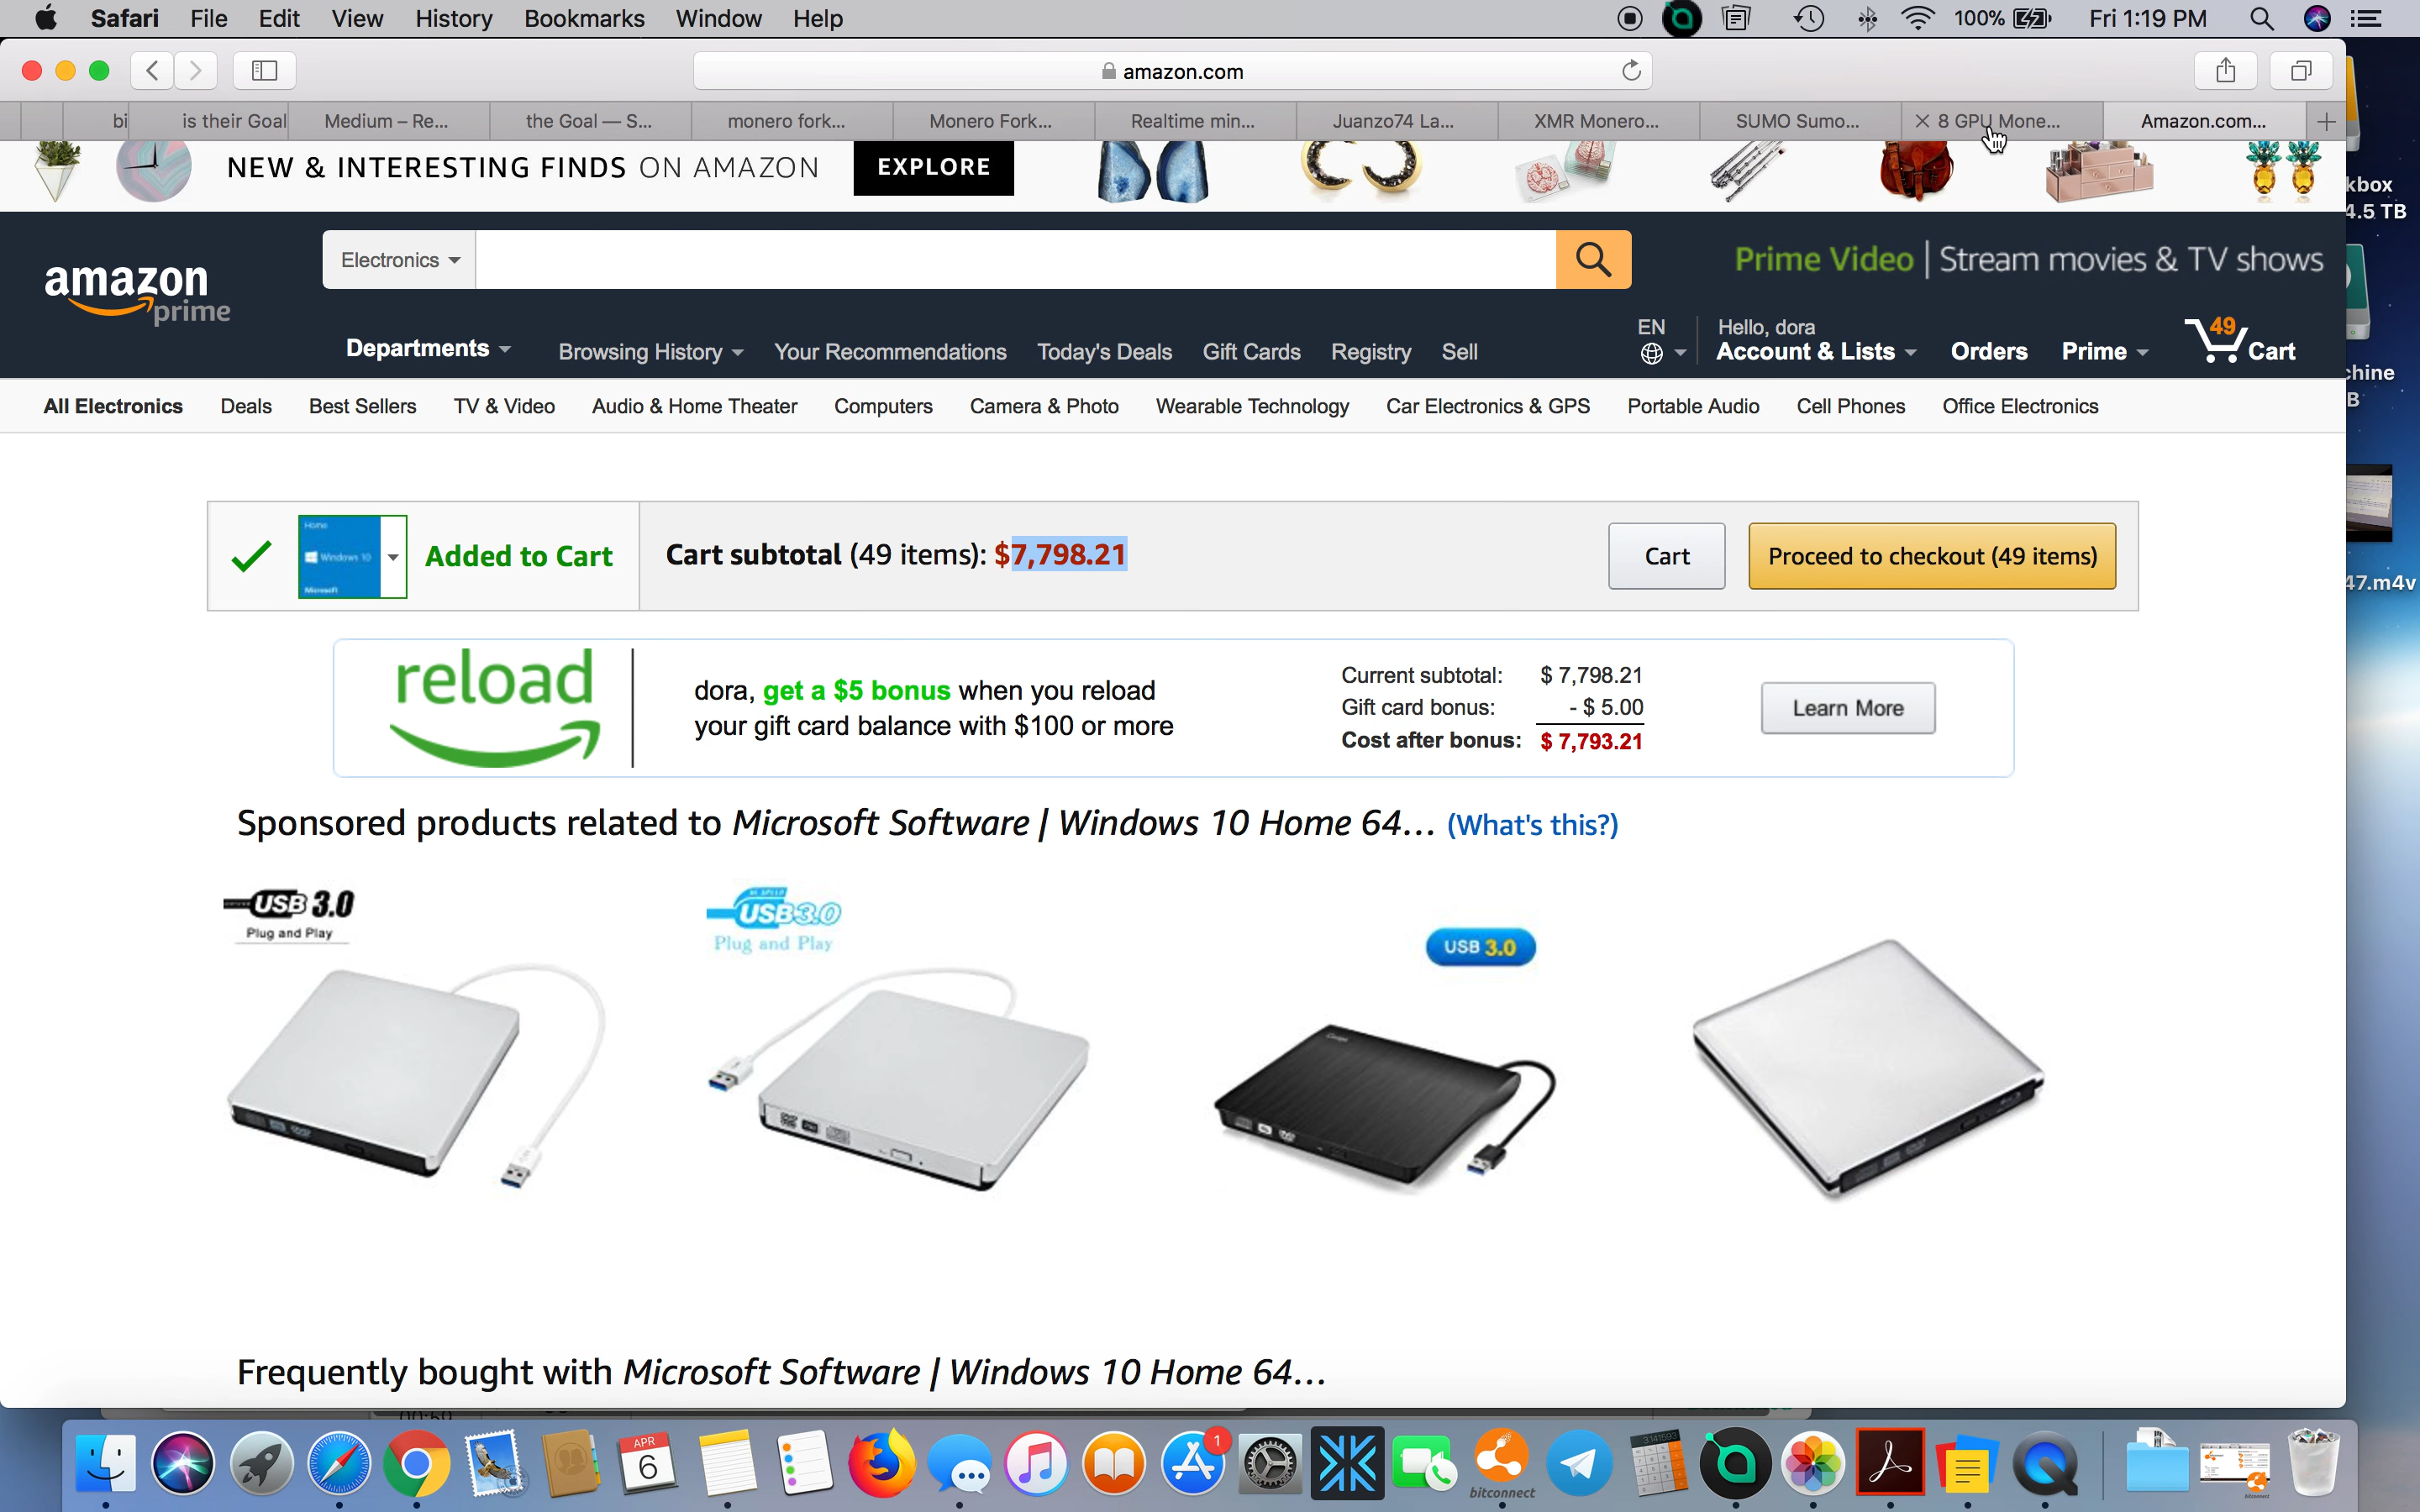 Safari File Edit View History Bookmarks Window Help 100% Fri 1:19 PM
amazon.com
bi is their Goal Medium – Re... the Goal — S... monero fork... Monero Fork... Realtime min... Juanzo74 La... XMR Monero... SUMO Sumo... 8 GPU Mone... Amazon.com...
NEW & INTERESTING FINDS ON AMAZON EXPLORE
kbox
4.5 TB
Electronics
Prime Video | Stream movies & TV shows
amazon
prime
EN Hello, dora 49
Departments Browsing History Your Recommendations Today's Deals Gift Cards Registry Sell Account & Lists Orders Prime Cart
chine
B
All Electronics Deals Best Sellers TV & Video Audio & Home Theater Computers Camera & Photo Wearable Technology Car Electronics & GPS Portable Audio Cell Phones Office Electronics
Home
Windows 10
Microsoft
Added to Cart Cart subtotal (49 items): $7,798.21 Cart Proceed to checkout (49 items)
47.m4v
reload
dora, get a $5 bonus when you reload
your gift card balance with $100 or more
Current subtotal: $ 7,798.21
Gift card bonus: - $ 5.00
Cost after bonus: $ 7,793.21
Learn More
Sponsored products related to Microsoft Software | Windows 10 Home 64... (What's this?)
USB 3.0
Plug and Play
USB3.0
Plug and Play
USB 3.0
Frequently bought with Microsoft Software | Windows 10 Home 64...
APR
6
1
bitconnect